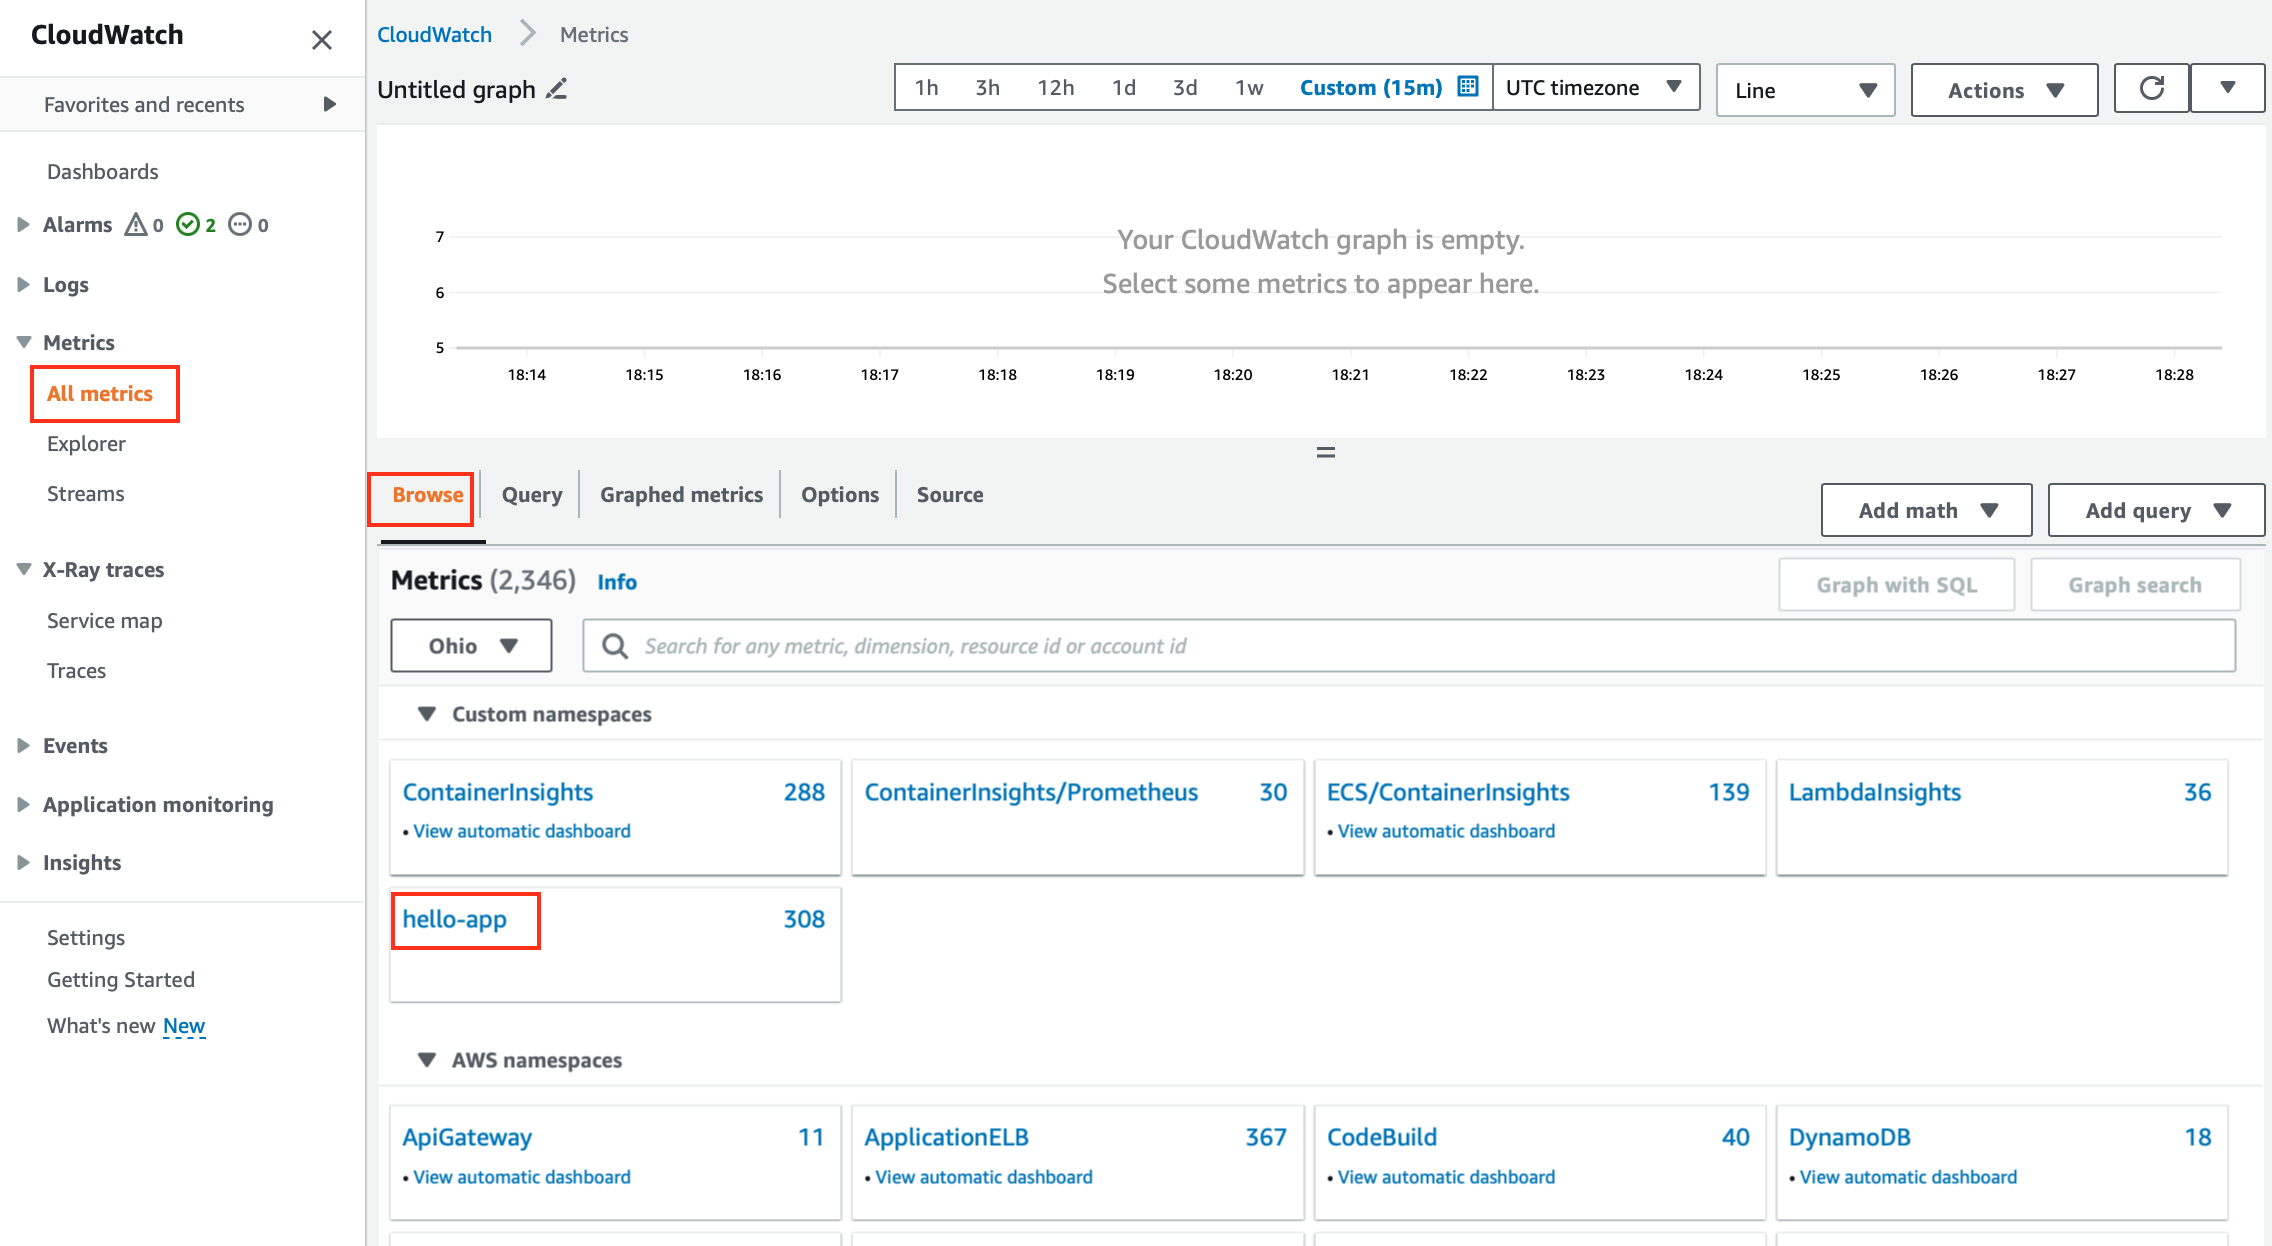 CloudWatch
Favorites and recents
Dashboards
Alarms 0 2 0
Logs
Metrics
All metrics
Explorer
Streams
X-Ray traces
Service map
Traces
Events
Application monitoring
Insights
Settings
Getting Started
What's new New
CloudWatch Metrics
Untitled graph
1h 3h 12h 1d 3d 1w Custom (15m) UTC timezone Line Actions
Your CloudWatch graph is empty.
Select some metrics to appear here.
7
6
5
18:14 18:15 18:16 18:17 18:18 18:19 18:20 18:21 18:22 18:23 18:24 18:25 18:26 18:27 18:28
Browse Query Graphed metrics Options Source
Add math Add query
Metrics (2,346) Info
Graph with SQL Graph search
Ohio Search for any metric, dimension, resource id or account id
Custom namespaces
ContainerInsights 288
• View automatic dashboard
ContainerInsights/Prometheus 30
ECS/ContainerInsights 139
• View automatic dashboard
LambdaInsights 36
hello-app 308
AWS namespaces
ApiGateway 11
• View automatic dashboard
ApplicationELB 367
• View automatic dashboard
CodeBuild 40
• View automatic dashboard
DynamoDB 18
• View automatic dashboard